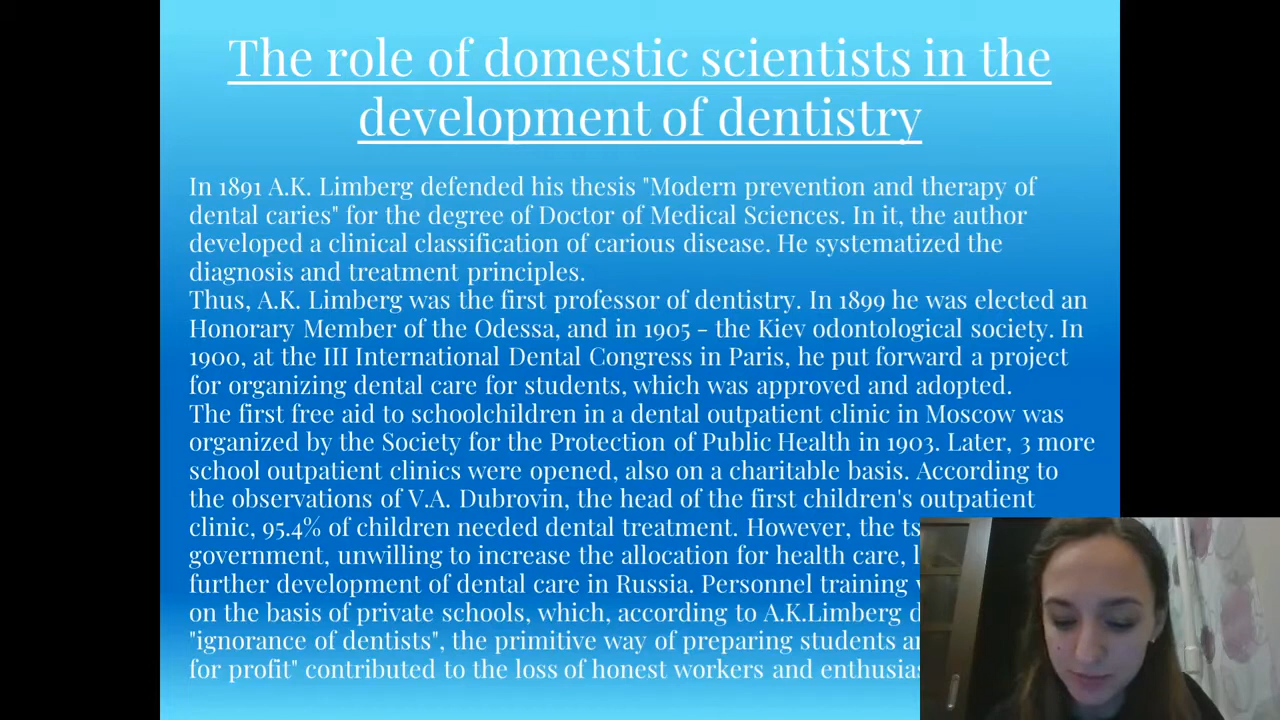 The role of domestic scientists in the
development of dentistry
In 1891 A.K. Limberg defended his thesis "Modern prevention and therapy of
dental caries" for the degree of Doctor of Medical Sciences. In it, the author
developed a clinical classification of carious disease. He systematized the
diagnosis and treatment principles.
Thus, A.K. Limberg was the first professor of dentistry. In 1899 he was elected an
Honorary Member of the Odessa, and in 1905 - the Kiev odontological society. In
1900, at the III International Dental Congress in Paris, he put forward a project
for organizing dental care for students, which was approved and adopted.
The first free aid to schoolchildren in a dental outpatient clinic in Moscow was
organized by the Society for the Protection of Public Health in 1903. Later, 3 more
school outpatient clinics were opened, also on a charitable basis. According to
the observations of V.A. Dubrovin, the head of the first children's outpatient
clinic, 95.4% of children needed dental treatment. However, the
government, unwilling to increase the allocation for health care,
further development of dental care in Russia. Personnel training
on the basis of private schools, which, according to A.K.Limberg
"ignorance of dentists", the primitive way of preparing students
for profit" contributed to the loss of honest workers and